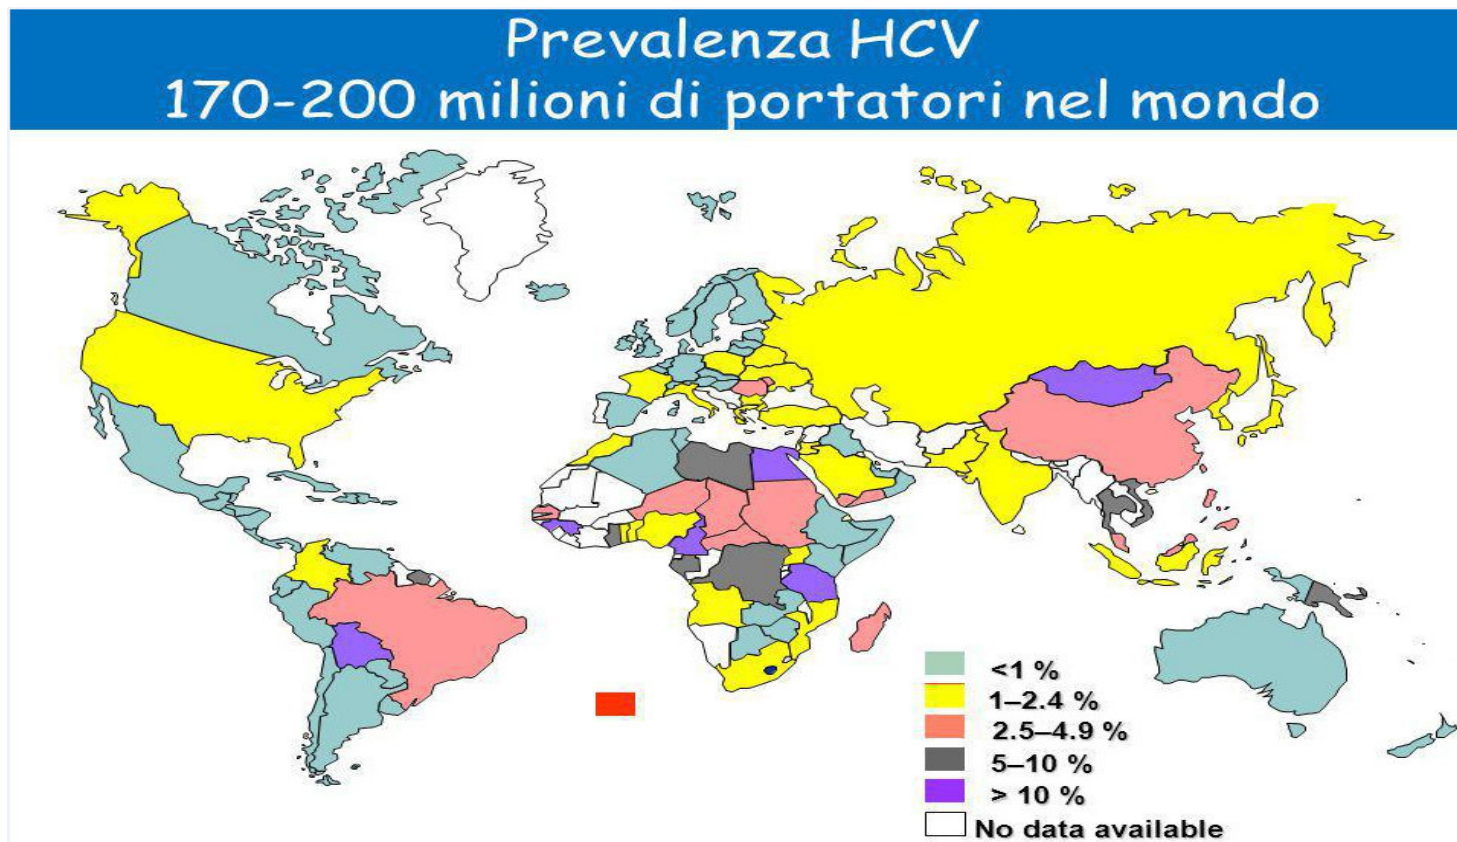 Prevalenza HCV
170-200 milioni di portatori nel mondo
<1 %
1–2.4 %
2.5–4.9 %
5–10 %
> 10 %
No data available